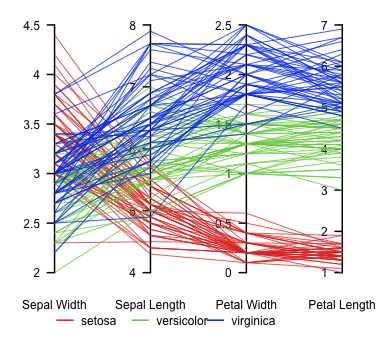 4.5 8 2.5 7
6
4 7 2 5
3.5 1.5
6 4
3 1
3
2.5 5 0.5 2
2 4 0 1
Sepal Width Sepal Length Petal Width Petal Length
setosa versicolor virginica